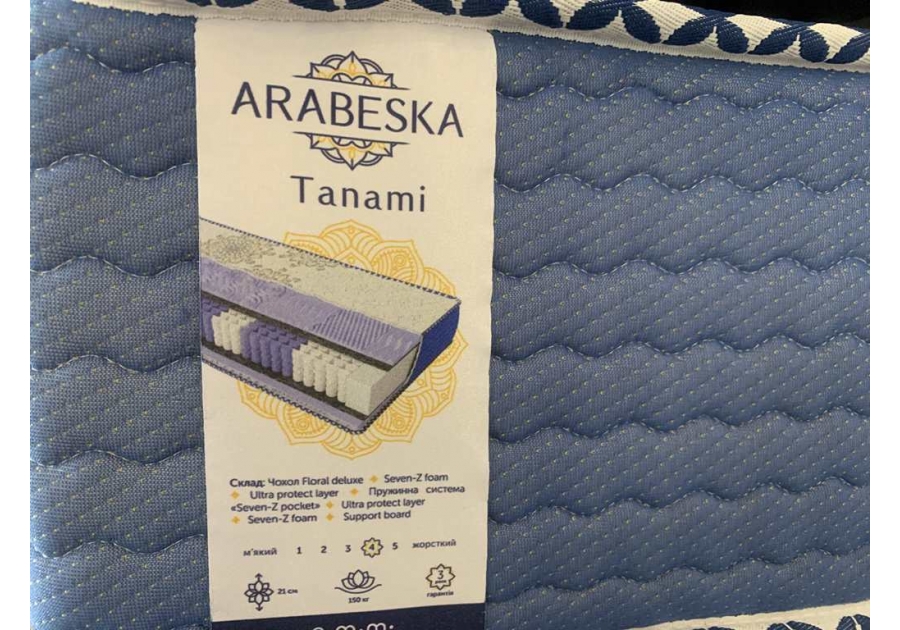 ARABESKA
Tanami
Склад: Чохол Floral deluxe ✦ Seven-Z foam
✦ Ultra protect layer ✦ Пружинна система
«Seven-Z pocket» ✦ Ultra protect layer
✦ Seven-Z foam ✦ Support board
м'який 1 2 3 4 5 жорсткий
21 см
150 кг
3
гарантія